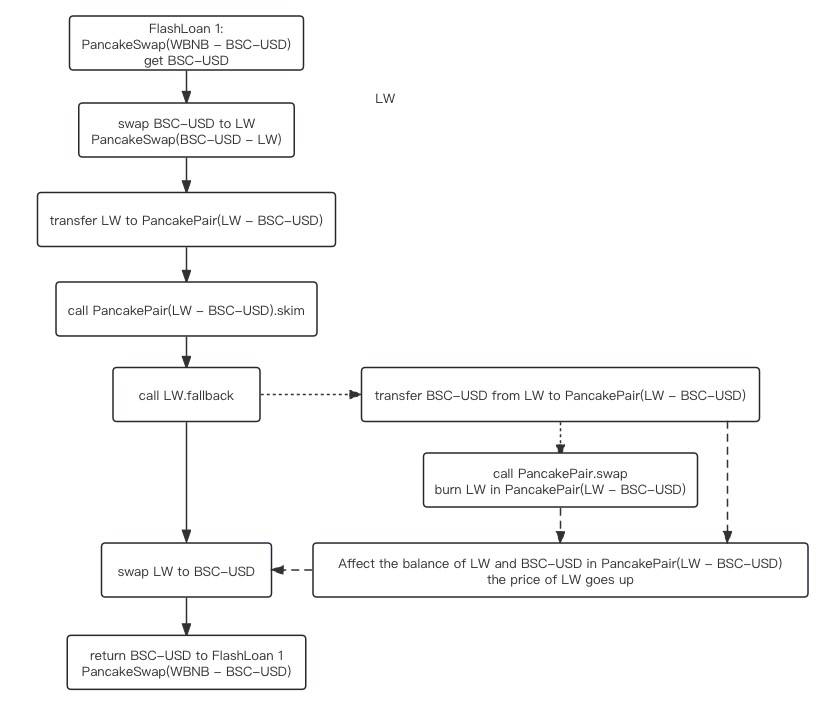 FlashLoan 1:
PancakeSwap(WBNB – BSC–USD)
get BSC–USD
LW
swap BSC–USD to LW
PancakeSwap(BSC–USD – LW)
transfer LW to PancakePair(LW – BSC–USD)
call PancakePair(LW – BSC–USD).skim
call LW.fallback
transfer BSC–USD from LW to PancakePair(LW – BSC–USD)
call PancakePair.swap
burn LW in PancakePair(LW – BSC–USD)
swap LW to BSC–USD
Affect the balance of LW and BSC–USD in PancakePair(LW – BSC–USD)
the price of LW goes up
return BSC–USD to FlashLoan 1
PancakeSwap(WBNB – BSC–USD)